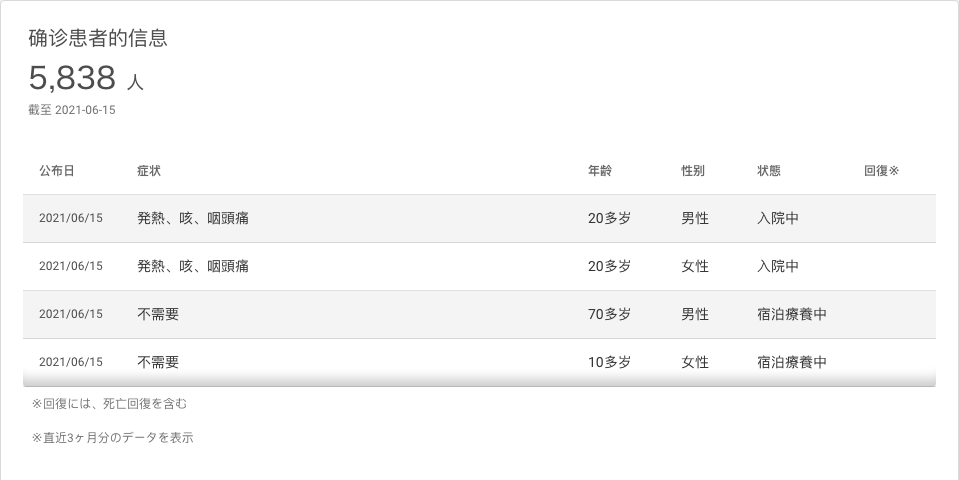 确诊患者的信息
5,838 人
截至 2021-06-15
公布日 症状 年龄 性别 状態 回復※
2021/06/15 発熱、咳、咽頭痛 20多岁 男性 入院中
2021/06/15 発熱、咳、咽頭痛 20多岁 女性 入院中
2021/06/15 不需要 70多岁 男性 宿泊療養中
2021/06/15 不需要 10多岁 女性 宿泊療養中
※回復には、死亡回復を含む
※直近3ヶ月分のデータを表示